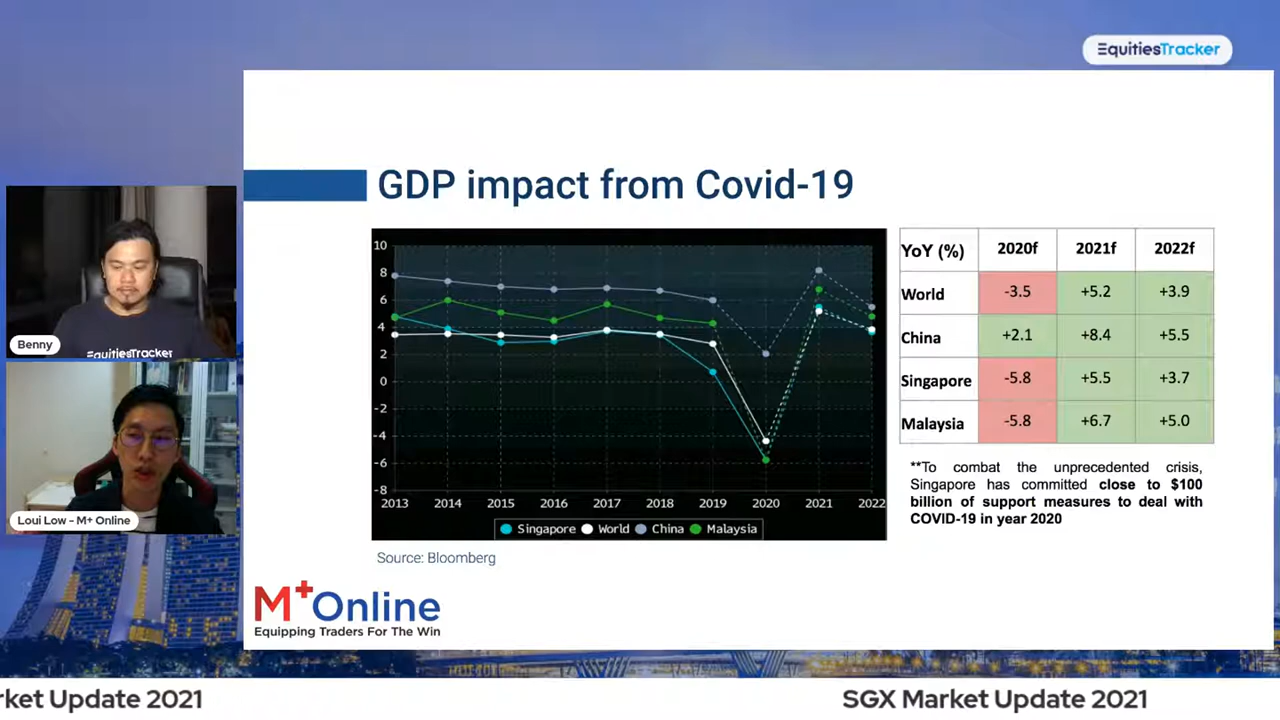 EquitiesTracker
GDP impact from Covid-19
10
8
6
4
2
0
-2
-4
-6
-8
2013 2014 2015 2016 2017 2018 2019 2020 2021 2022
Singapore World China Malaysia
Source: Bloomberg
YoY (%) 2020f 2021f 2022f
World -3.5 +5.2 +3.9
China +2.1 +8.4 +5.5
Singapore -5.8 +5.5 +3.7
Malaysia -5.8 +6.7 +5.0
**To combat the unprecedented crisis,
Singapore has committed close to $100
billion of support measures to deal with
COVID-19 in year 2020
Benny
EquitiesTracker
Loui Low - M+ Online
M+Online
Equipping Traders For The Win
rket Update 2021
SGX Market Update 2021